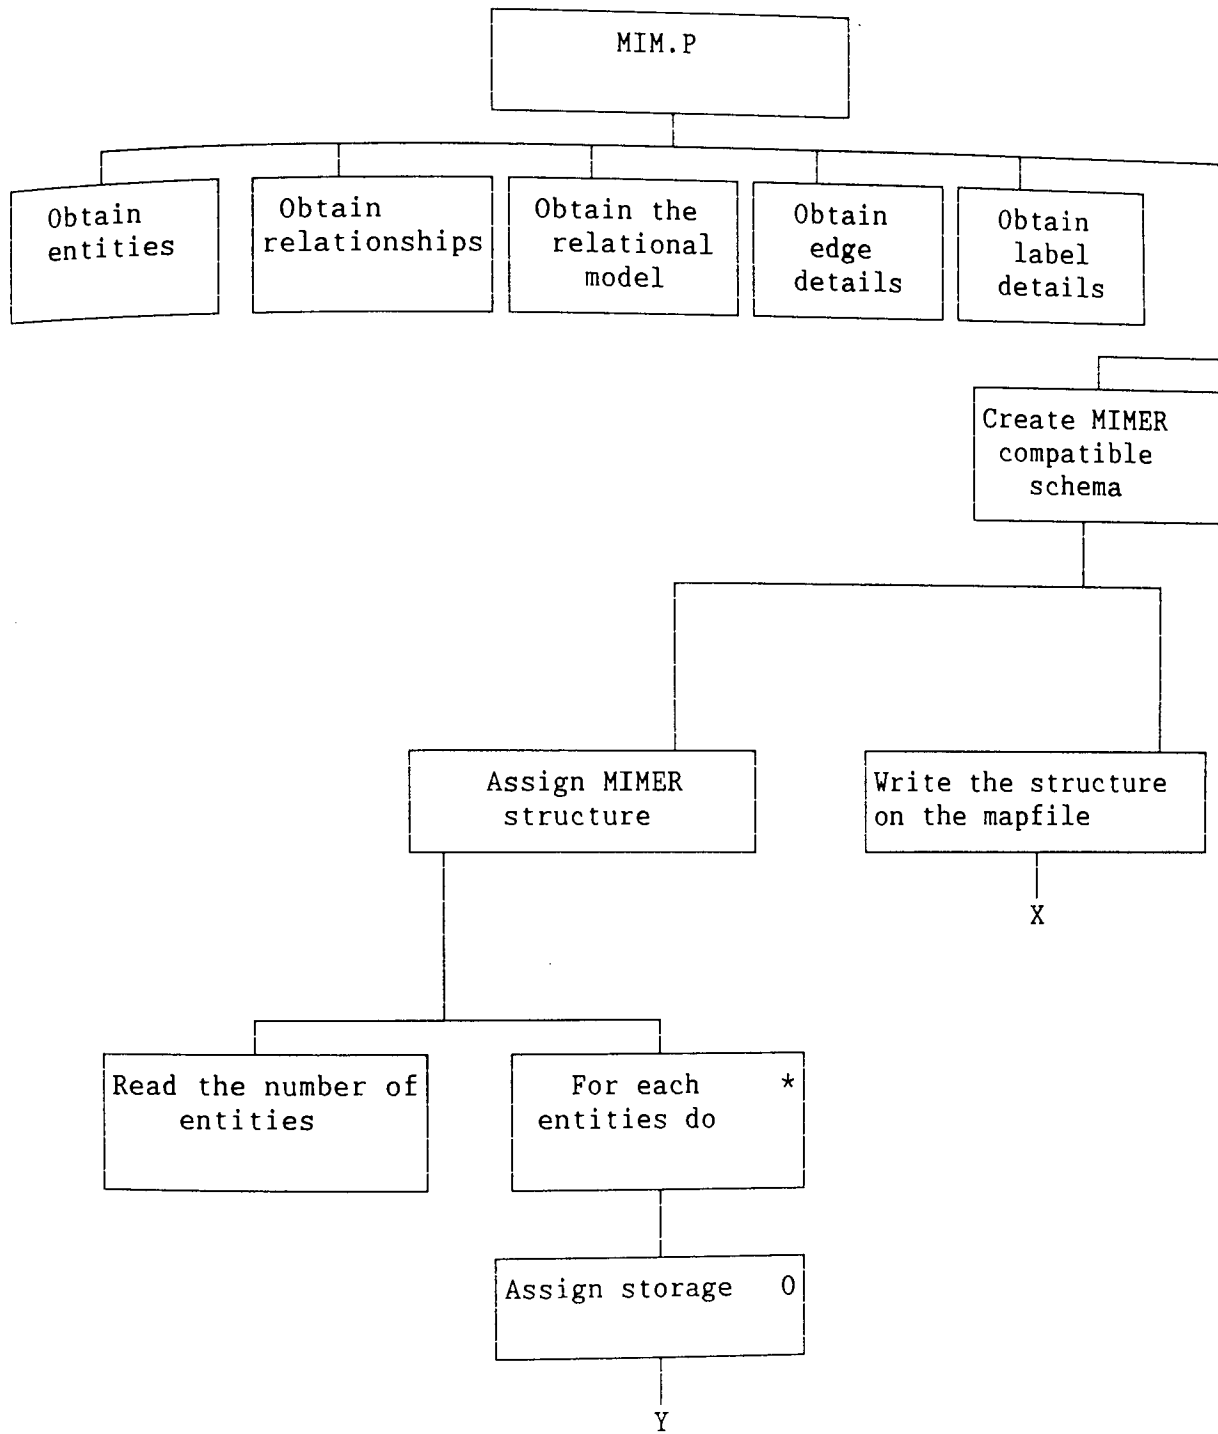 MIM.P
Obtain
entities
Obtain
relationships
Obtain the
relational
model
Obtain
edge
details
Obtain
label
details
Create MIMER
compatible
schema
Assign MIMER
structure
Write the structure
on the mapfile
X
Read the number of
entities
For each *
entities do
Assign storage O
Y